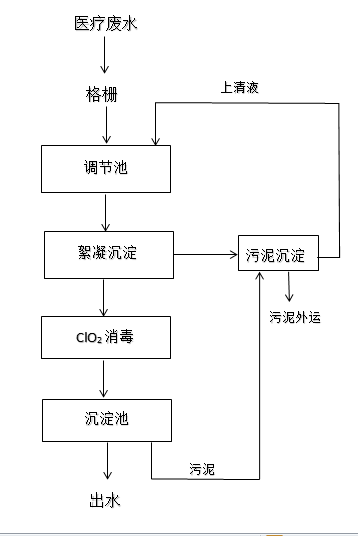 医疗废水
格栅
上清液
调节池
絮凝沉淀
污泥沉淀
污泥外运
ClO₂ 消毒
沉淀池
污泥
出水